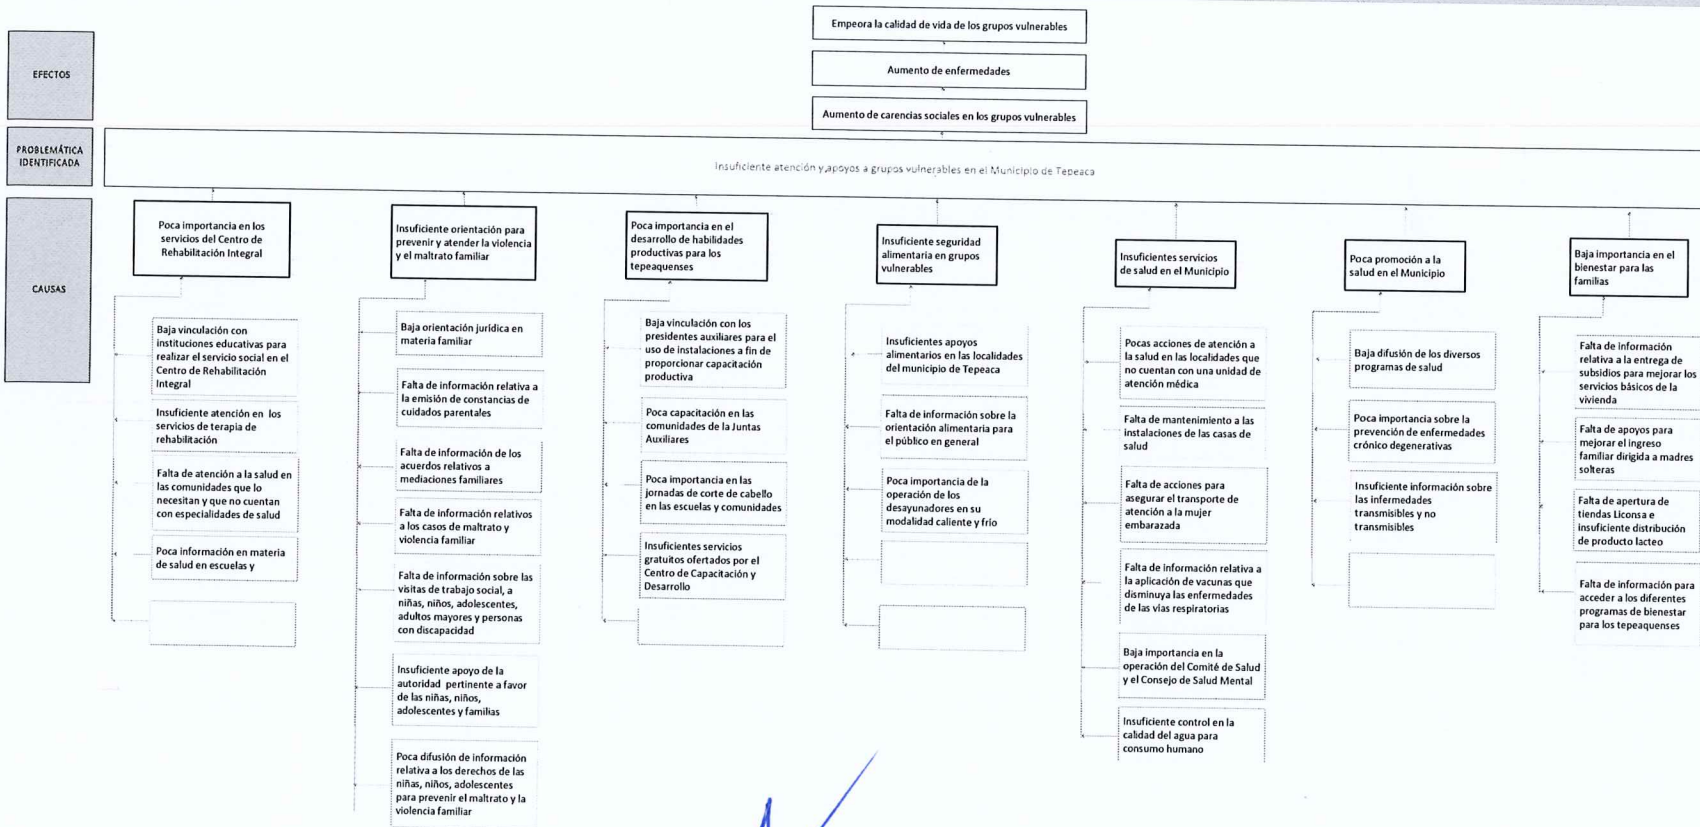 Empeora la calidad de vida de los grupos vulnerables
EFECTOS
Aumento de enfermedades
Aumento de carencias sociales en los grupos vulnerables
PROBLEMÁTICA
IDENTIFICADA
Insuficiente atención y apoyos a grupos vulnerables en el Municipio de Tepeaca
CAUSAS
Poca importancia en los
servicios del Centro de
Rehabilitación Integral
Baja vinculación con
instituciones educativas para
realizar el servicio social en el
Centro de Rehabilitación
Integral
Insuficiente atención en los
servicios de terapia de
rehabilitación
Falta de atención a la salud en
las comunidades que lo
necesitan y que no cuentan
con especialidades de salud
Poca información en materia
de salud en escuelas y
Insuficiente orientación para
prevenir y atender la violencia
y el maltrato familiar
Baja orientación jurídica en
materia familiar
Falta de información relativa a
la emisión de constancias de
cuidados parentales
Falta de información de los
acuerdos relativos a
mediaciones familiares
Falta de información relativos
a los casos de maltrato y
violencia familiar
Falta de información sobre las
visitas de trabajo social, a
niñas, niños, adolescentes,
adultos mayores y personas
con discapacidad
Insuficiente apoyo de la
autoridad pertinente a favor
de las niñas, niños,
adolescentes y familias
Poca difusión de información
relativa a los derechos de las
niñas, niños, adolescentes
para prevenir el maltrato y la
violencia familiar
Poca importancia en el
desarrollo de habilidades
productivas para los
tepeaquenses
Baja vinculación con los
presidentes auxiliares para el
uso de instalaciones a fin de
proporcionar capacitación
productiva
Poca capacitación en las
comunidades de la Juntas
Auxiliares
Poca importancia en las
jornadas de corte de cabello
en las escuelas y comunidades
Insuficientes servicios
gratuitos ofertados por el
Centro de Capacitación y
Desarrollo
Insuficiente seguridad
alimentaria en grupos
vulnerables
Insuficientes apoyos
alimentarios en las localidades
del municipio de Tepeaca
Falta de información sobre la
orientación alimentaria para
el público en general
Poca importancia de la
operación de los
desayunadores en su
modalidad caliente y frío
Insuficientes servicios
de salud en el Municipio
Pocas acciones de atención a
la salud en las localidades que
no cuentan con una unidad de
atención médica
Falta de mantenimiento a las
instalaciones de las casas de
salud
Falta de acciones para
asegurar el transporte de
atención a la mujer
embarazada
Falta de información relativa a
la aplicación de vacunas que
disminuya las enfermedades
de las vías respiratorias
Baja importancia en la
operación del Comité de Salud
y el Consejo de Salud Mental
Insuficiente control en la
calidad del agua para
consumo humano
Poca promoción a la
salud en el Municipio
Baja difusión de los diversos
programas de salud
Poca importancia sobre la
prevención de enfermedades
crónico degenerativas
Insuficiente información sobre
las infermedades
transmisibles y no
transmisibles
Baja importancia en el
bienestar para las
familias
Falta de información
relativa a la entrega de
subsidios para mejorar los
servicios básicos de la
vivienda
Falta de apoyos para
mejorar el ingreso
familiar dirigida a madres
solteras
Falta de apertura de
tiendas Liconsa e
insuficiente distribución
de producto lacteo
Falta de información para
acceder a los diferentes
programas de bienestar
para los tepeaquenses